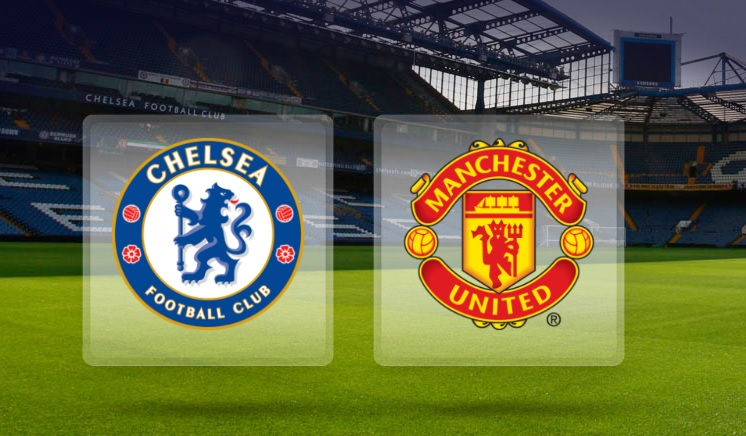 CHELSEA FOOTBALL CLUB
CHELSEA
FOOTBALL CLUB
MANCHESTER
UNITED
®